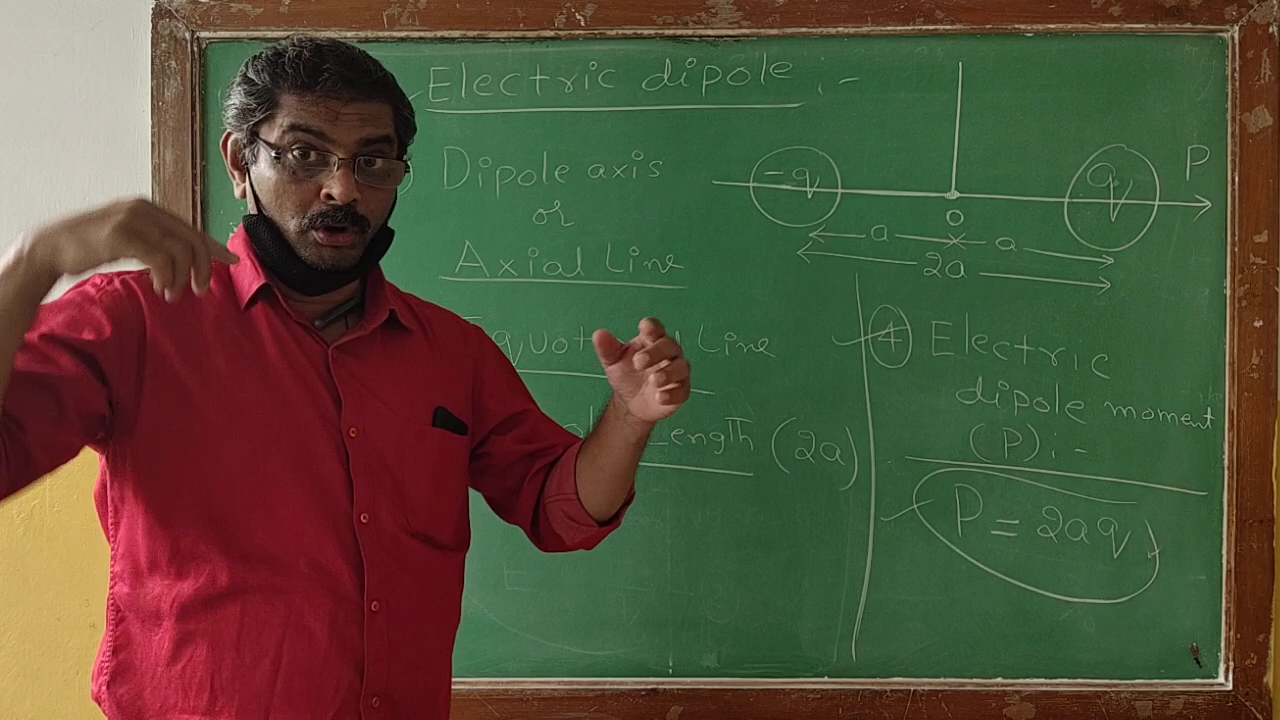 Electric dipole :-
Dipole axis
or
Axial Line
Line
Length (2a)
-q
q
P
o
a
a
2a
4 Electric
dipole moment
(P) :-
P = 2aq